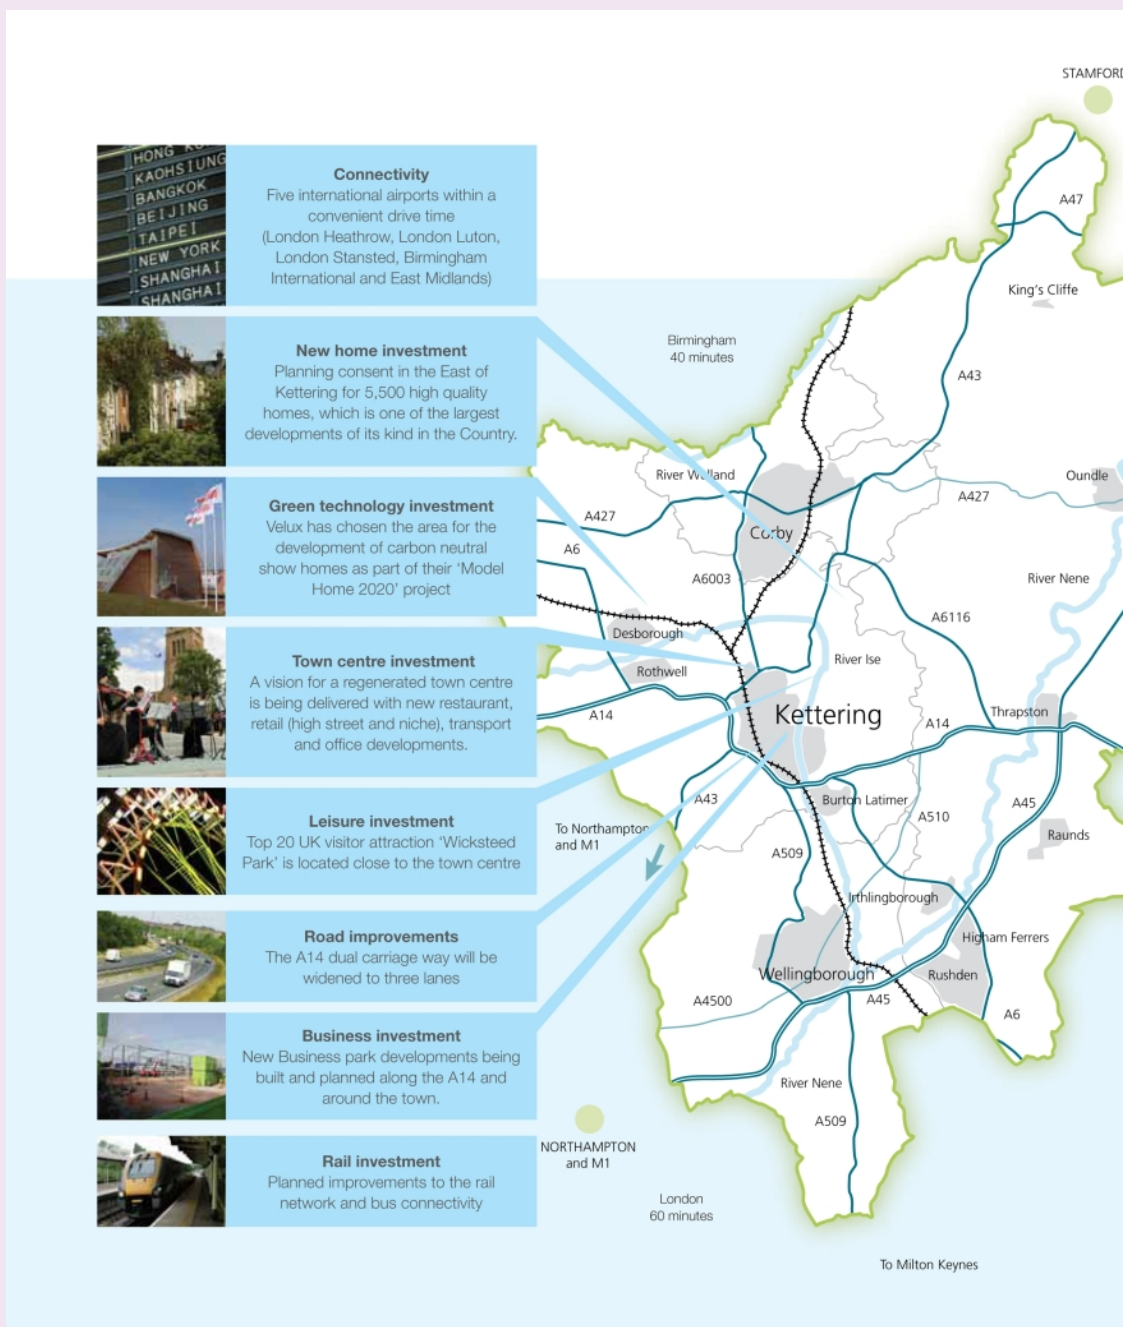 HONG
KAOHSIUNG
BANGKOK
BEIJING
TAIPEI
NEW YORK
SHANGHAI
SHANGHAI
Connectivity
Five international airports within a
convenient drive time
(London Heathrow, London Luton,
London Stansted, Birmingham
International and East Midlands)
New home investment
Planning consent in the East of
Kettering for 5,500 high quality
homes, which is one of the largest
developments of its kind in the Country.
Green technology investment
Velux has chosen the area for the
development of carbon neutral
show homes as part of their ‘Model
Home 2020’ project
Town centre investment
A vision for a regenerated town centre
is being delivered with new restaurant,
retail (high street and niche), transport
and office developments.
Leisure investment
Top 20 UK visitor attraction ‘Wicksteed
Park’ is located close to the town centre
Road improvements
The A14 dual carriage way will be
widened to three lanes
Business investment
New Business park developments being
built and planned along the A14 and
around the town.
Rail investment
Planned improvements to the rail
network and bus connectivity
STAMFORD
A47
King's Cliffe
Birmingham
40 minutes
A43
River Welland
Oundle
A427
A427
Corby
A6
A6003
River Nene
A6116
Desborough
River Ise
Rothwell
A14
Kettering
A14
Thrapston
A43
Burton Latimer
A45
A510
To Northampton
and M1
Raunds
A509
Irthlingborough
Higham Ferrers
Wellingborough
Rushden
A4500
A45
A6
River Nene
A509
NORTHAMPTON
and M1
London
60 minutes
To Milton Keynes